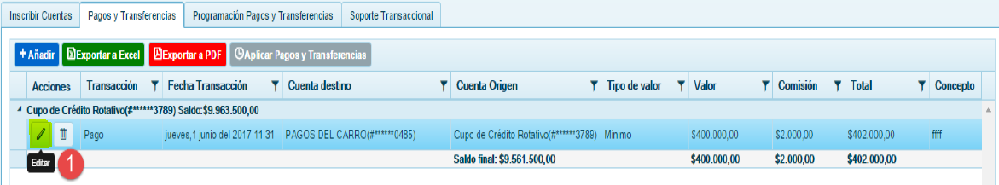 Inscribir Cuentas Pagos y Transferencias Programación Pagos y Transferencias Soporte Transaccional
+Añadir Exportar a Excel Exportar a PDF Aplicar Pagos y Transferencias
Acciones Transacción Fecha Transacción Cuenta destino Cuenta Origen Tipo de valor Valor Comisión Total Concepto
Cupo de Crédito Rotativo(#******3789) Saldo:$9.963.500,00
Pago jueves,1 junio del 2017 11:31 PAGOS DEL CARRO(#******0485) Cupo de Crédito Rotativo(#******3789) Minimo $400.000,00 $2.000,00 $402.000,00 ffff
Editar 1 Saldo final: $9.561.500,00 $400.000,00 $2.000,00 $402.000,00